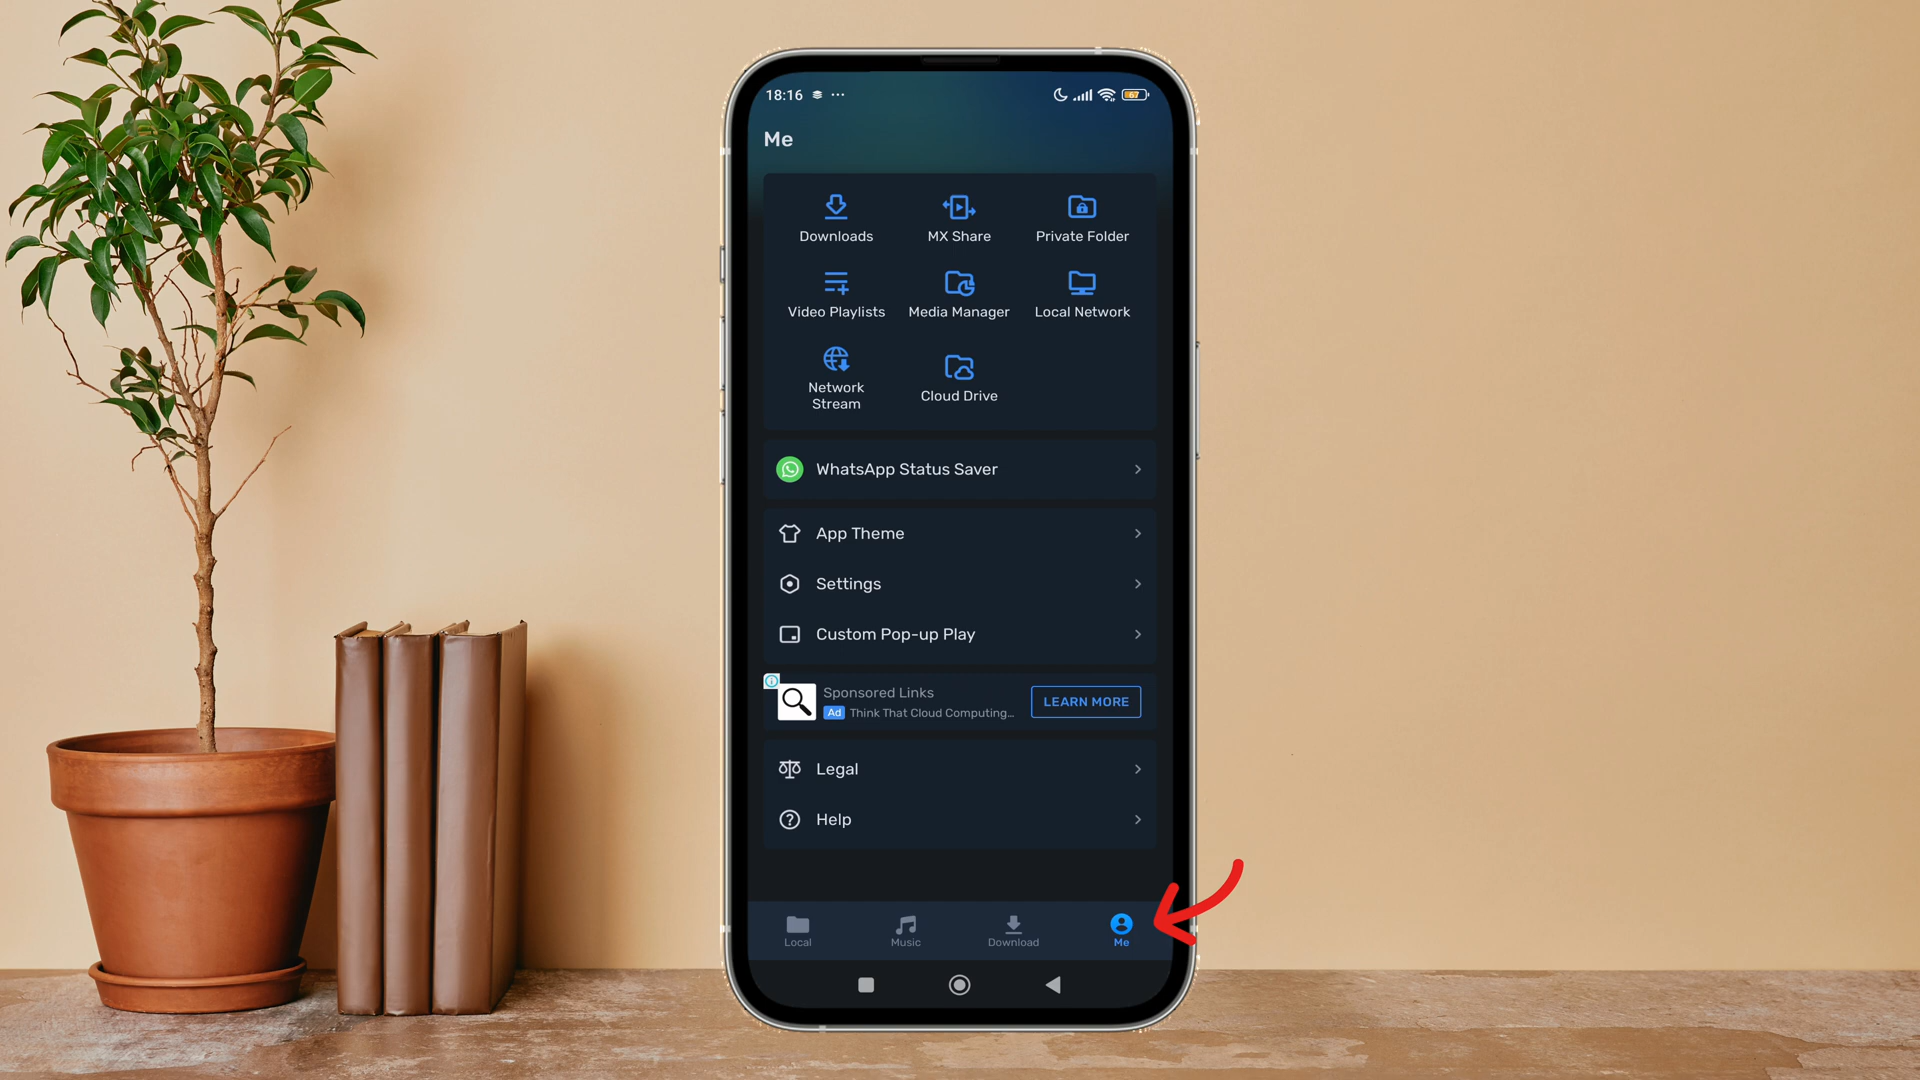 18:16
67
Me
Downloads
MX Share
Private Folder
Video Playlists
Media Manager
Local Network
Network
Stream
Cloud Drive
WhatsApp Status Saver
App Theme
Settings
Custom Pop-up Play
Sponsored Links
Ad Think That Cloud Computing...
LEARN MORE
Legal
Help
Local
Music
Download
Me